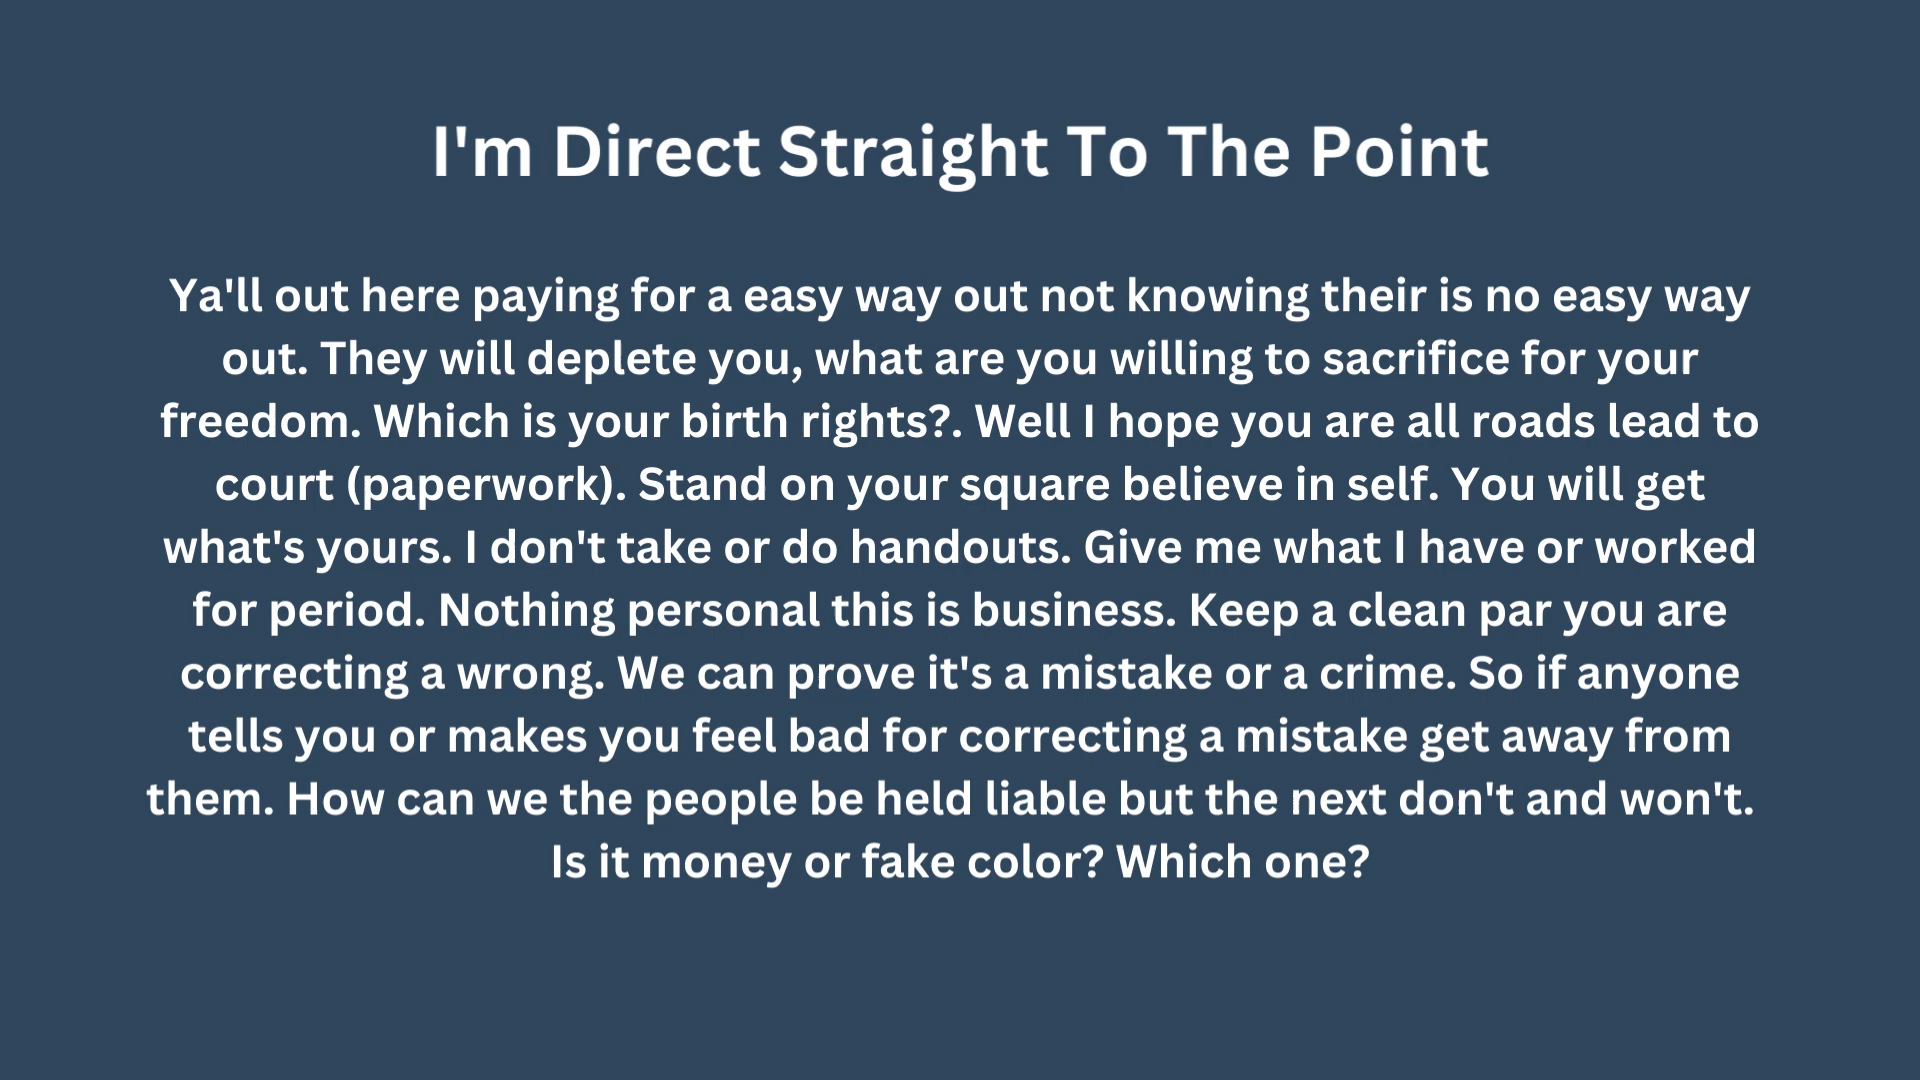 I'm Direct Straight To The Point
Ya'll out here paying for a easy way out not knowing their is no easy way
out. They will deplete you, what are you willing to sacrifice for your
freedom. Which is your birth rights?. Well I hope you are all roads lead to
court (paperwork). Stand on your square believe in self. You will get
what's yours. I don't take or do handouts. Give me what I have or worked
for period. Nothing personal this is business. Keep a clean par you are
correcting a wrong. We can prove it's a mistake or a crime. So if anyone
tells you or makes you feel bad for correcting a mistake get away from
them. How can we the people be held liable but the next don't and won't.
Is it money or fake color? Which one?